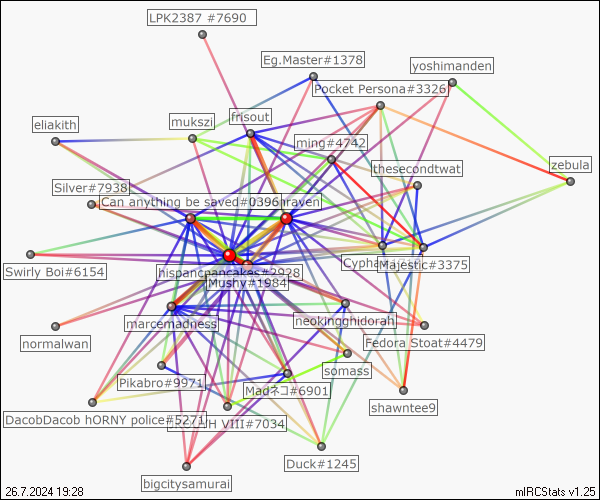 LPK2387 #7690
Eg.Master#1378
yoshimanden
Pocket Persona#3326
frisout
mukszi
eliakith
ming#4742
thesecondtwat
zebula
Silver#7938
Can anything be saved#0396
raven
Swirly Boi#6154
hispancpancakes#2928
Mushy#1984
Majestic#3375
marcemadness
neokingghidorah
normalwan
Fedora Stoat#4479
somass
Pikabro#9971
Madネコ#6901
shawntee9
DacobDacob hORNY police#5271
VIII#7034
Duck#1245
bigcitysamurai
26.7.2024 19:28
mIRCStats v1.25